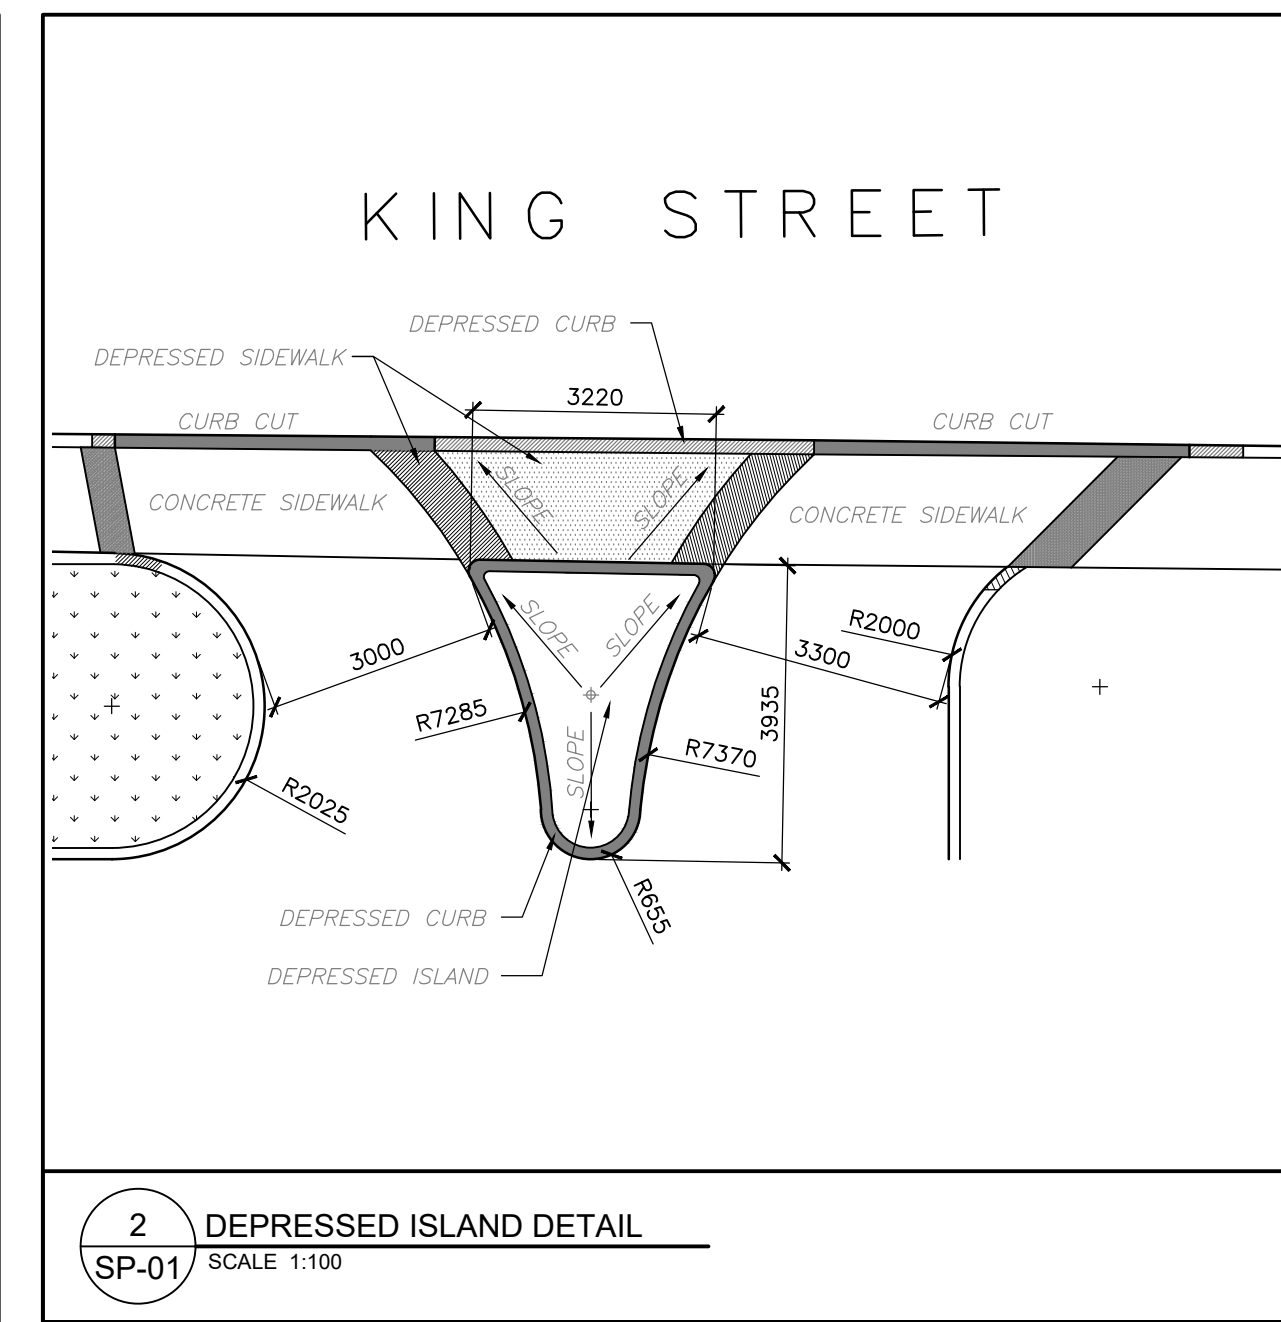 KING STREET
DEPRESSED CURB
DEPRESSED SIDEWALK
3220
CURB CUT
CURB CUT
SLOPE
SLOPE
CONCRETE SIDEWALK
CONCRETE SIDEWALK
SLOPE
SLOPE
R2000
3000
3300
R7285
3935
SLOPE
R7370
R2025
R655
DEPRESSED CURB
DEPRESSED ISLAND
2
DEPRESSED ISLAND DETAIL
SP-01
SCALE 1:100